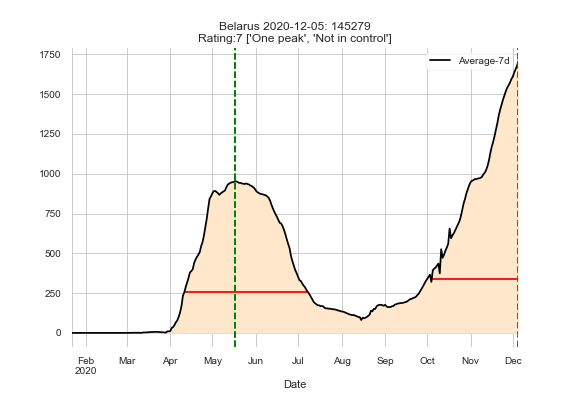 Belarus 2020-12-05: 145279
Rating:7 ['One peak', 'Not in control']
Average-7d
1750
1500
1250
1000
750
500
250
0
Feb Mar Apr May Jun Jul Aug Sep Oct Nov Dec
2020
Date